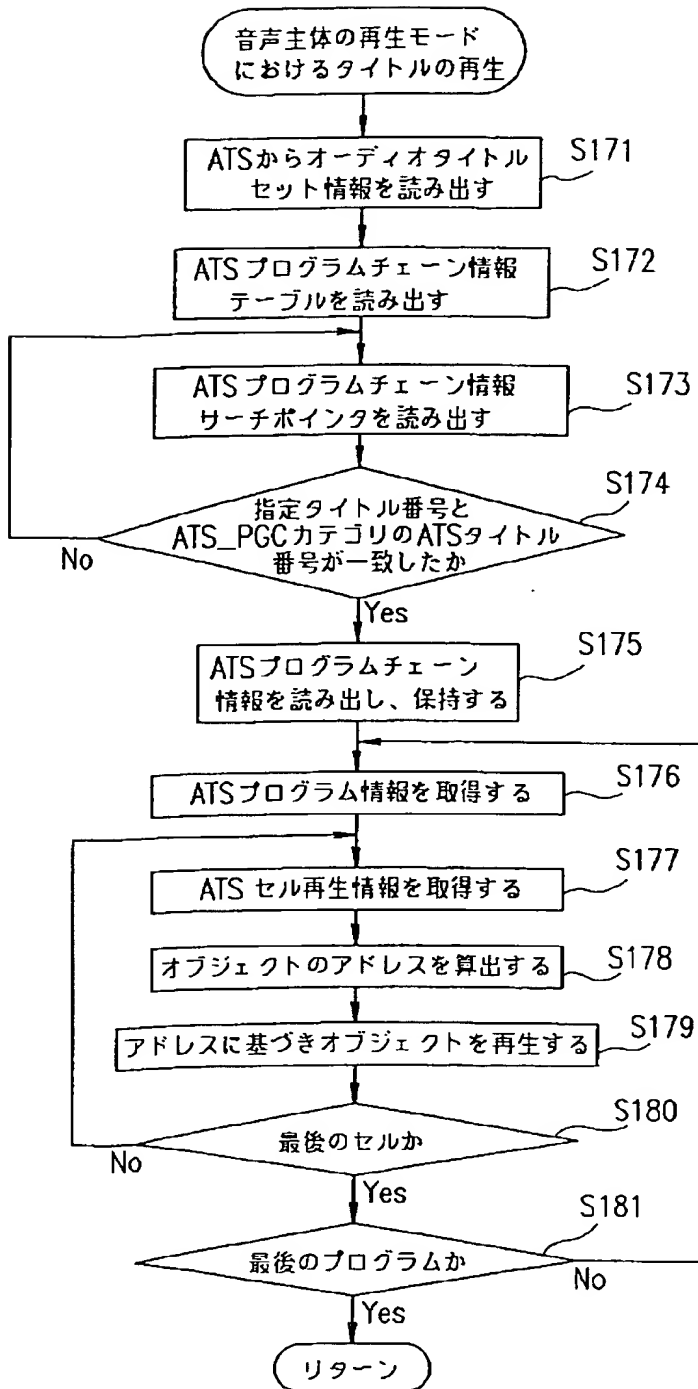 音声主体の再生モード
におけるタイトルの再生
ATSからオーディオタイトル
セット情報を読み出す
S171
ATSプログラムチェーン情報
テーブルを読み出す
S172
ATSプログラムチェーン情報
サーチポインタを読み出す
S173
指定タイトル番号と
ATS_PGCカテゴリのATSタイトル
番号が一致したか
S174
No
Yes
ATSプログラムチェーン
情報を読み出し、保持する
S175
ATSプログラム情報を取得する
S176
ATSセル再生情報を取得する
S177
オブジェクトのアドレスを算出する
S178
アドレスに基づきオブジェクトを再生する
S179
最後のセルか
S180
No
Yes
最後のプログラムか
S181
No
Yes
リターン